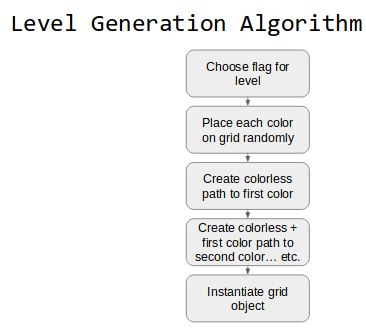 Level Generation Algorithm
Choose flag for
level
Place each color
on grid randomly
Create colorless
path to first color
Create colorless +
first color path to
second color... etc.
Instantiate grid
object